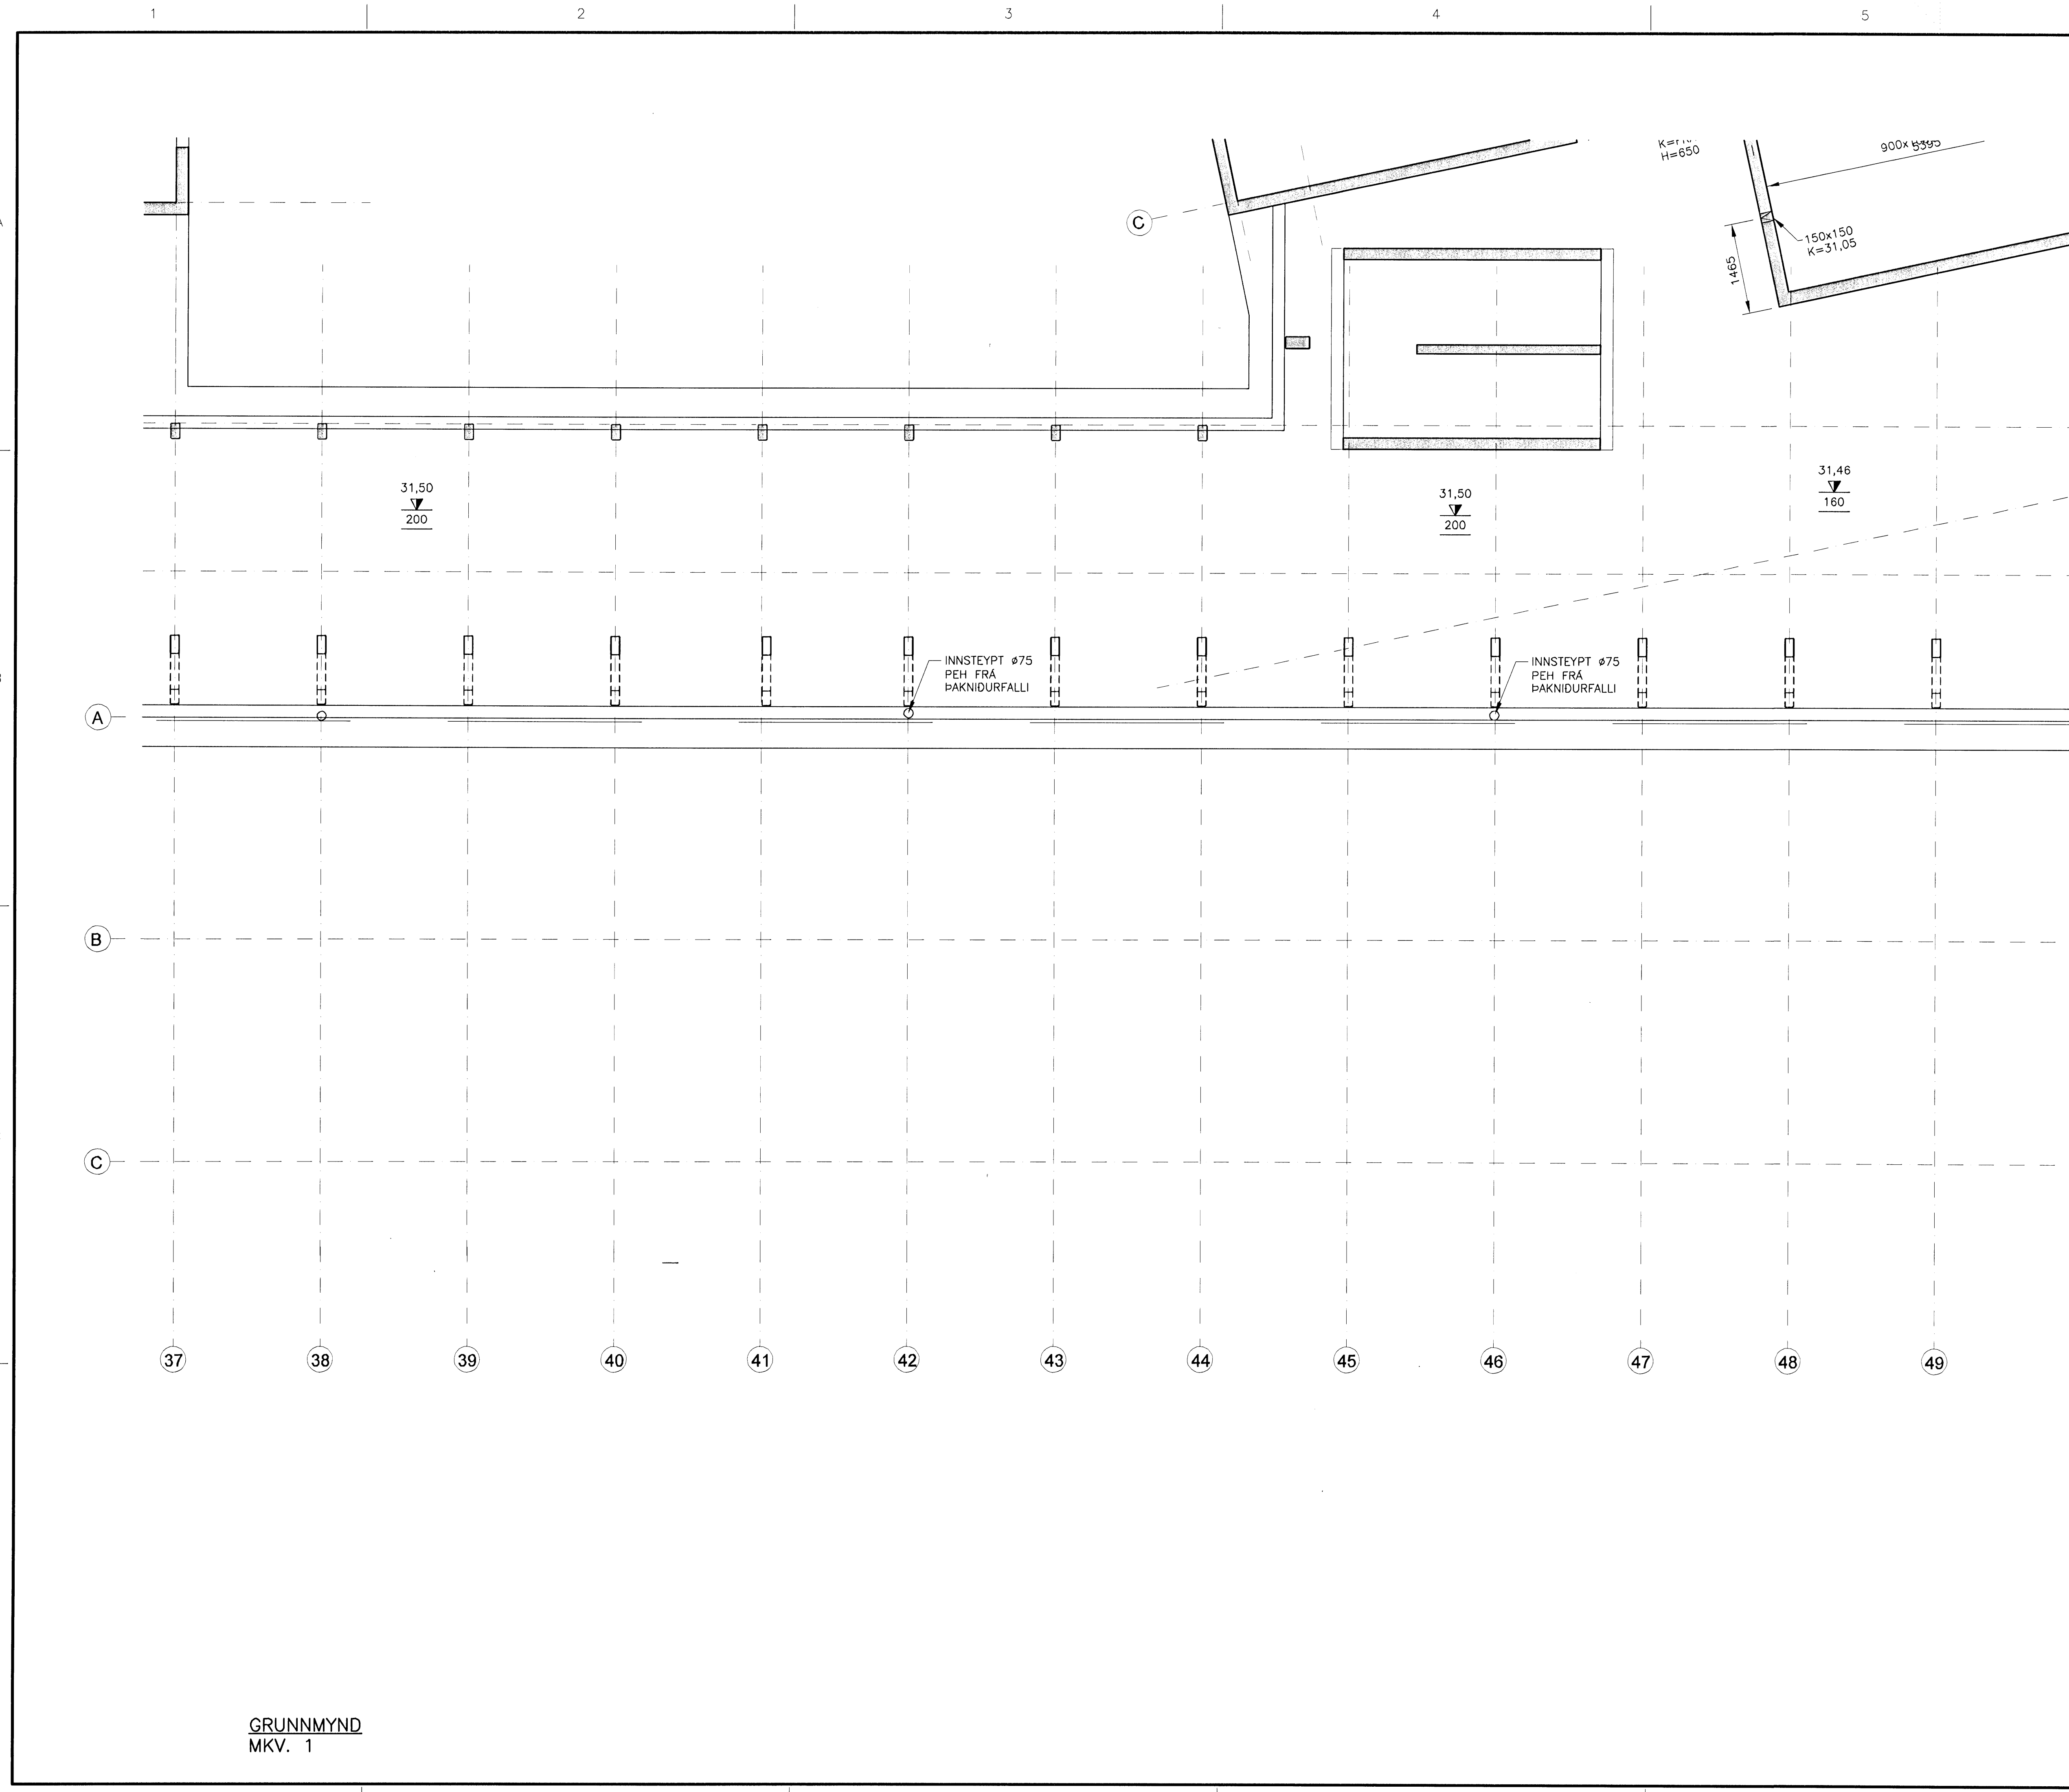 1
2
3
4
5
H=650
900x
5395
C
150x150
K=31,05
1465
31,50
200
31,50
200
31,46
160
INNSTEYPT ø75
PEH FRÁ
ÞAKNIÐURFALLI
INNSTEYPT ø75
PEH FRÁ
ÞAKNIÐURFALLI
A
B
C
37
38
39
40
41
42
43
44
45
46
47
48
49
GRUNNMYND
MKV. 1